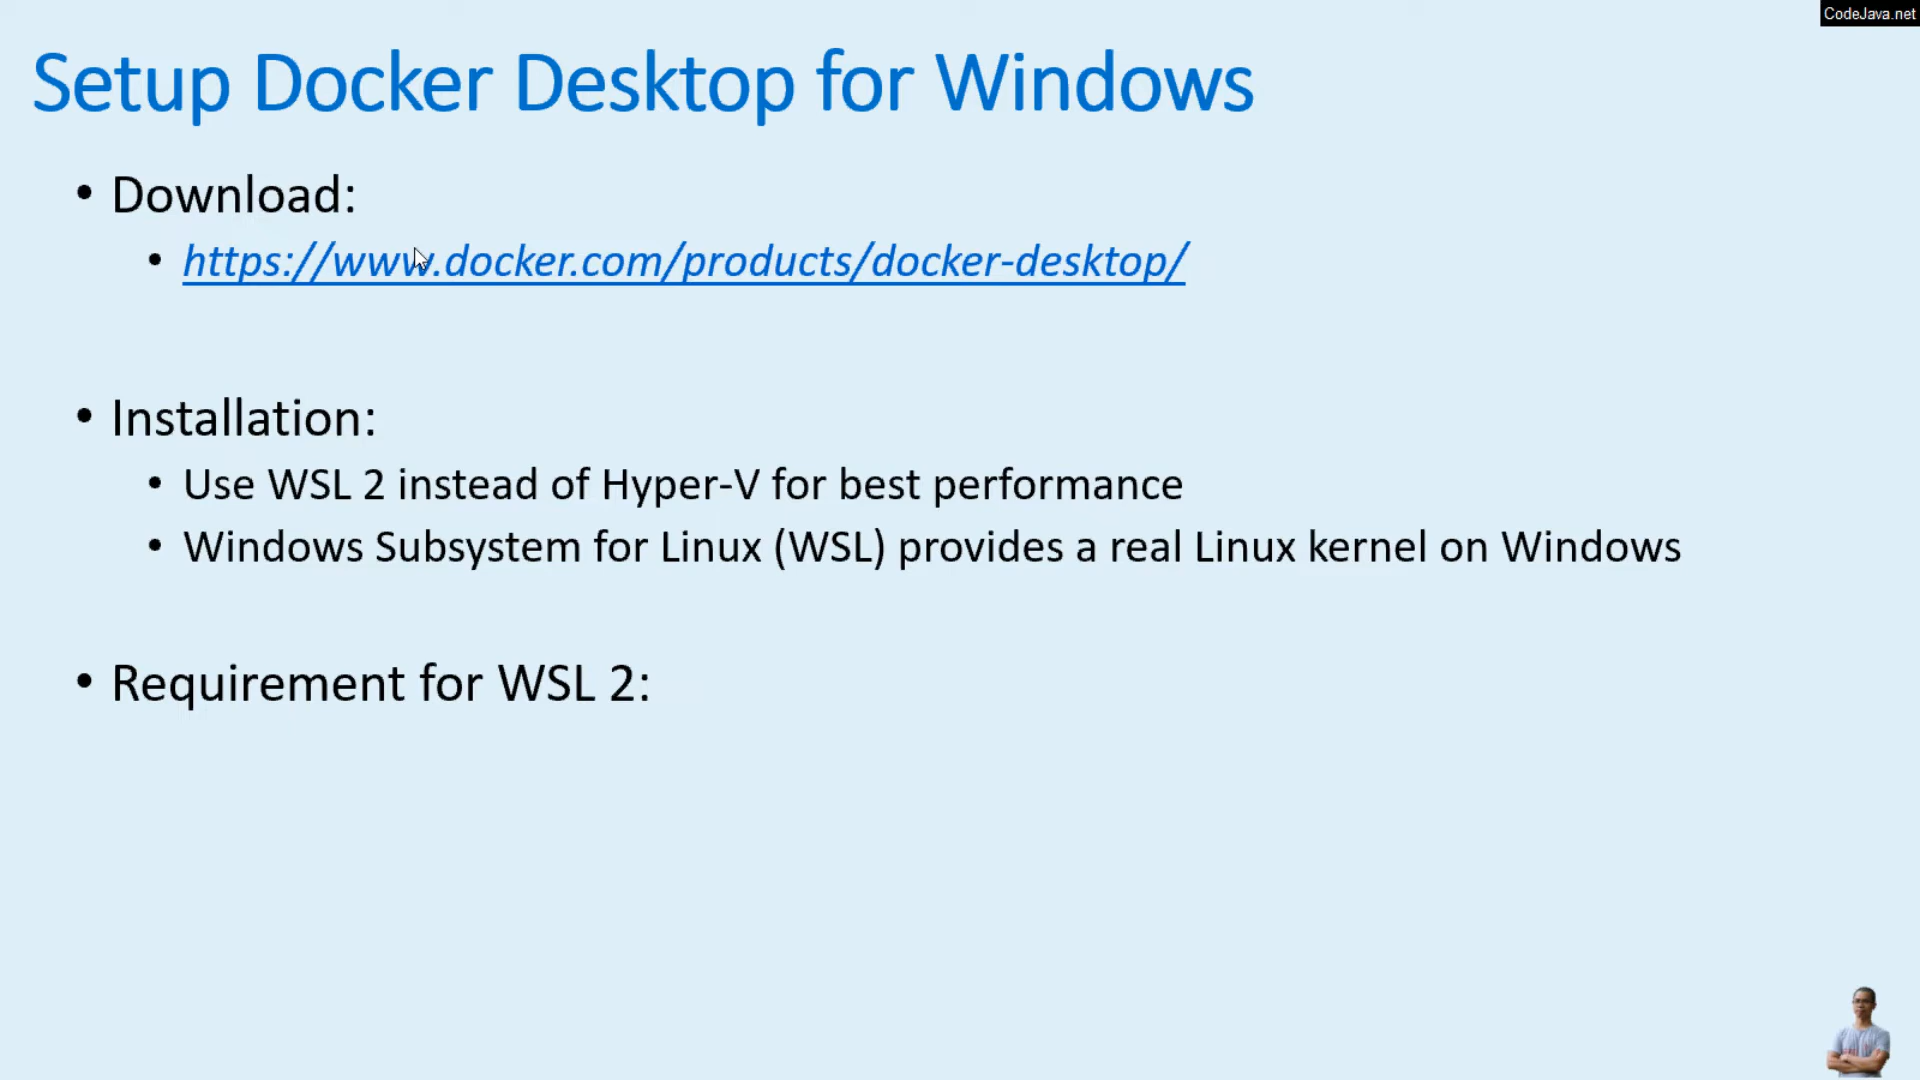 CodeJava.net
Setup Docker Desktop for Windows
• Download:
• https://www.docker.com/products/docker-desktop/
• Installation:
• Use WSL 2 instead of Hyper-V for best performance
• Windows Subsystem for Linux (WSL) provides a real Linux kernel on Windows
• Requirement for WSL 2: